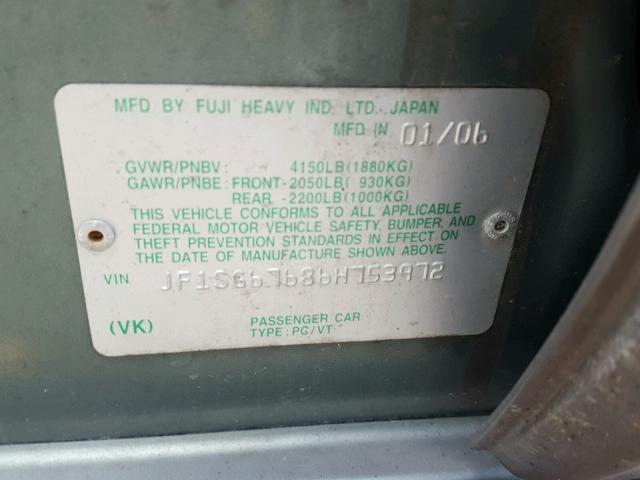 MFD BY FUJI HEAVY IND. LTD. JAPAN
MFD IN 01/06
GVWR/PNBV: 4150LB(1880KG)
GAWR/PNBE: FRONT-2050LB( 930KG)
REAR -2200LB(1000KG)
THIS VEHICLE CONFORMS TO ALL APPLICABLE
FEDERAL MOTOR VEHICLE SAFETY, BUMPER, AND
THEFT PREVENTION STANDARDS IN EFFECT ON
THE DATE OF MANUFACTURE SHOWN ABOVE.
VIN JF1SG67686H753972
(VK) PASSENGER CAR
TYPE: PG/VT